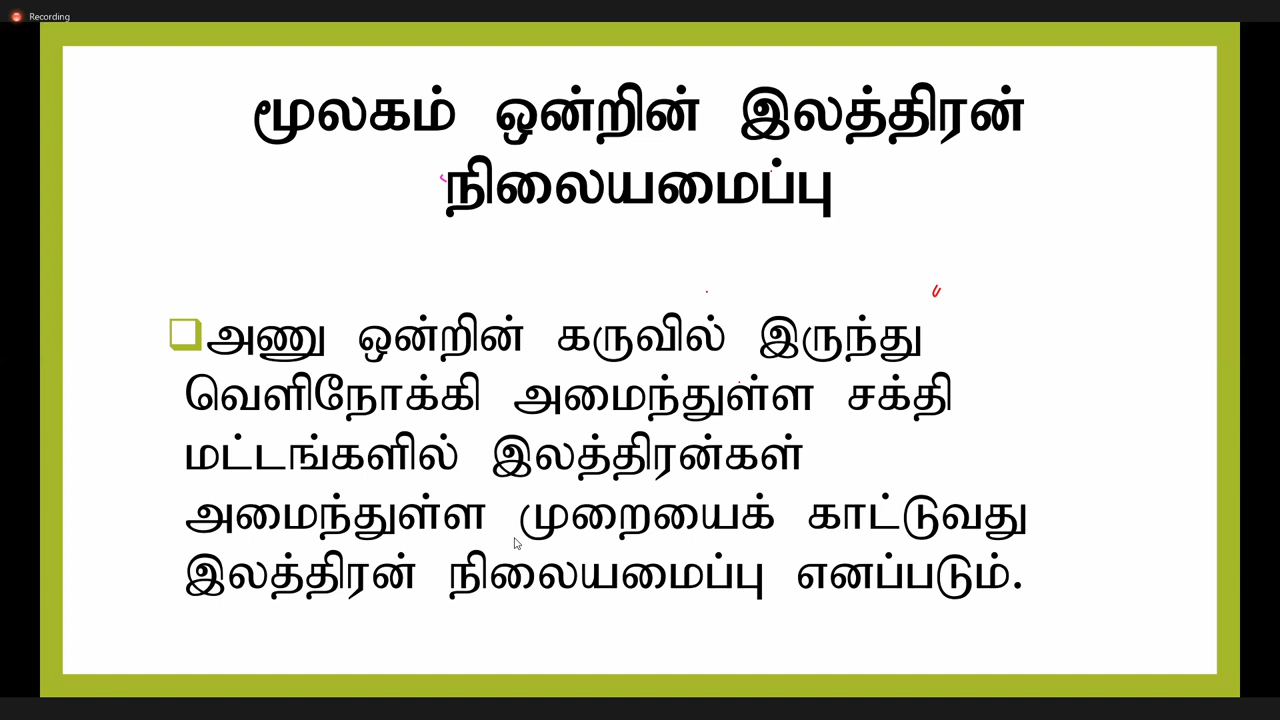 Recording
மூலகம் ஒன்றின் இலத்திரன்
நிலையமைப்பு
அணு ஒன்றின் கருவில் இருந்து
வெளிநோக்கி அமைந்துள்ள சக்தி
மட்டங்களில் இலத்திரன்கள்
அமைந்துள்ள முறையைக் காட்டுவது
இலத்திரன் நிலையமைப்பு எனப்படும்.